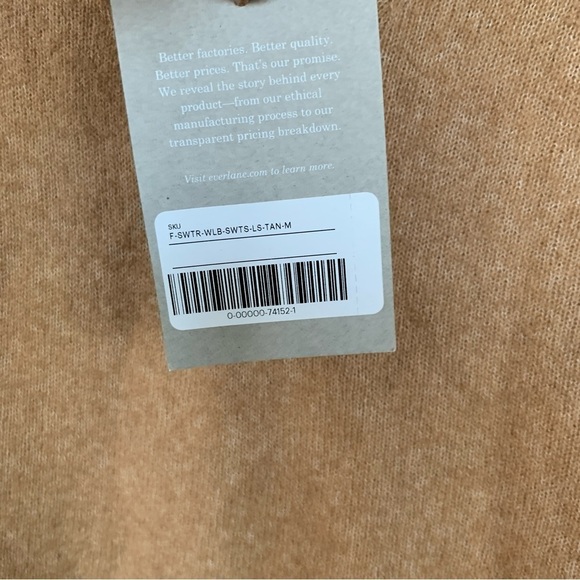 Better factories. Better quality.
Better prices. That's our promise.
We reveal the story behind every
product—from our ethical
manufacturing process to our
transparent pricing breakdown.
Visit everlane.com to learn more.
SKU
F-SWTR-WLB-SWTS-LS-TAN-M
0-00000-74152-1